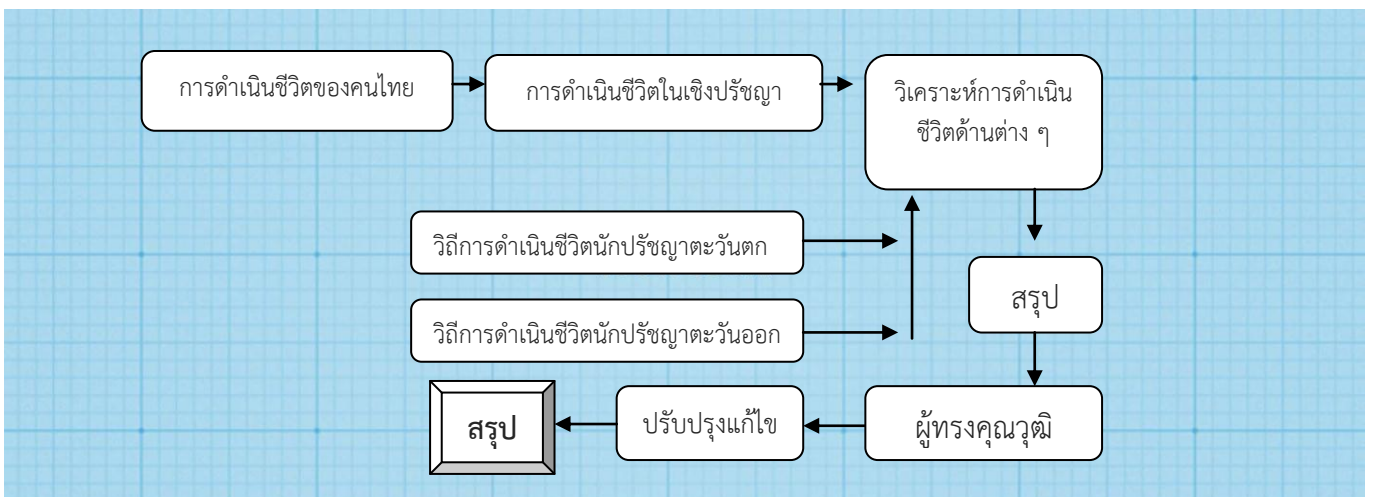 การดำเนินชีวิตของคนไทย
การดำเนินชีวิตในเชิงปรัชญา
วิเคราะห์การดำเนิน
ชีวิตด้านต่าง ๆ
วิถีการดำเนินชีวิตนักปรัชญาตะวันตก
สรุป
วิถีการดำเนินชีวิตนักปรัชญาตะวันออก
สรุป
ปรับปรุงแก้ไข
ผู้ทรงคุณวุฒิ